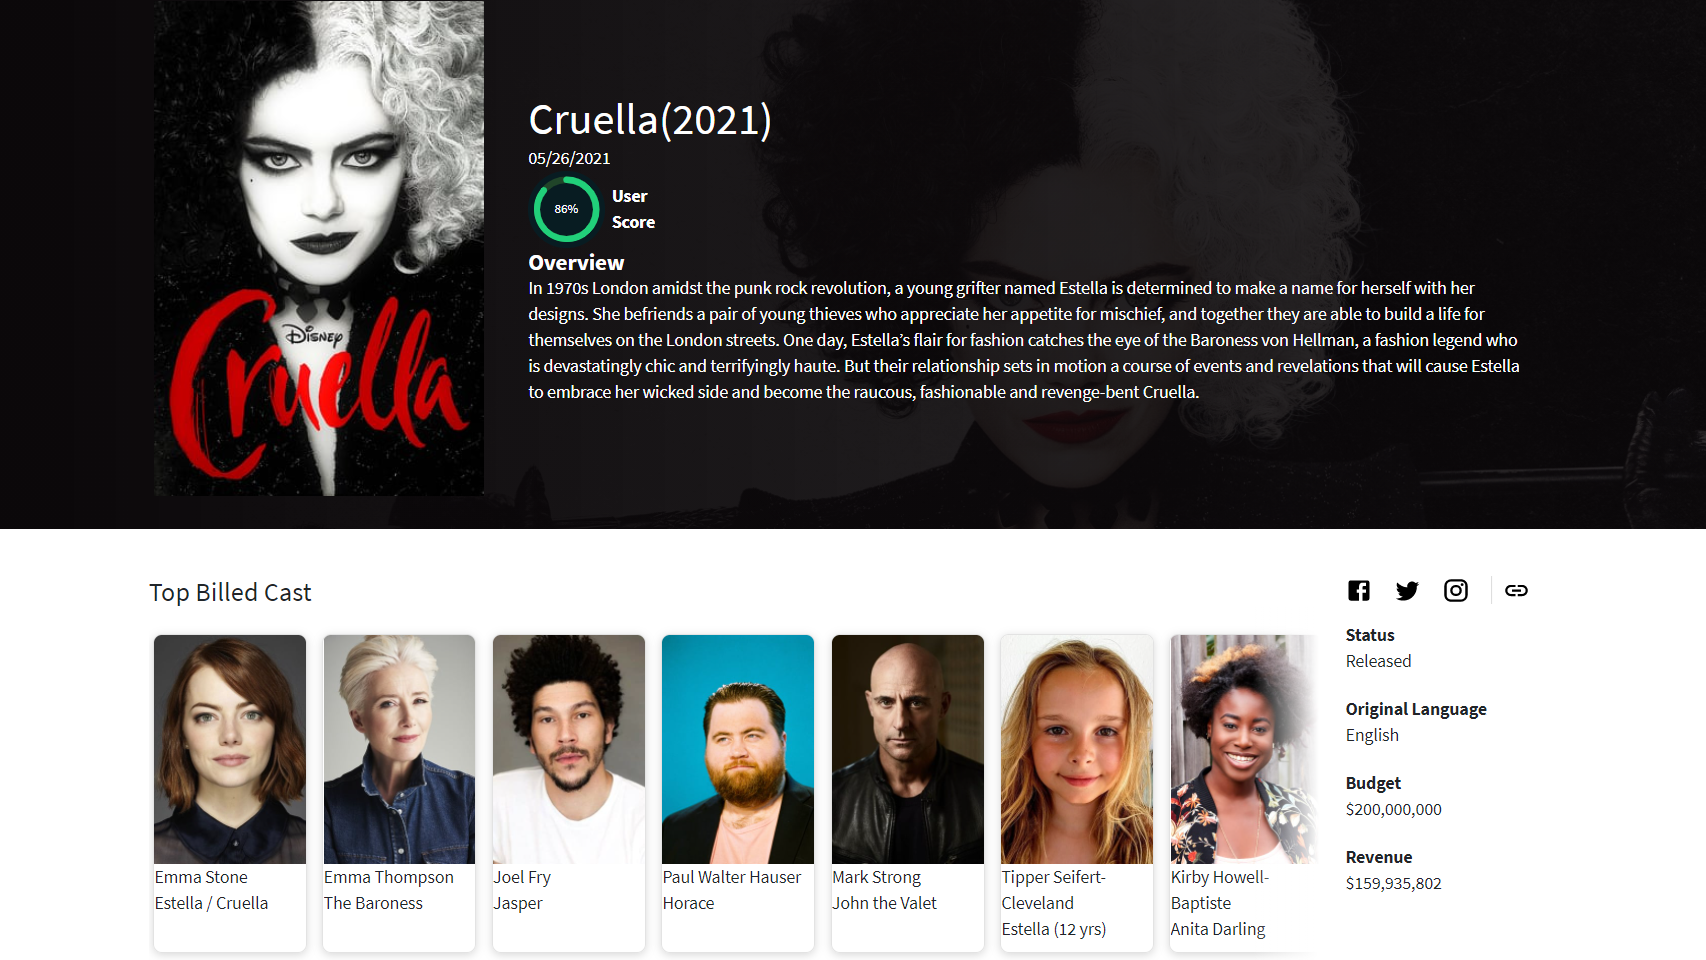 DISNEY
Cruella
Cruella(2021)
05/26/2021
86%
User
Score
Overview
In 1970s London amidst the punk rock revolution, a young grifter named Estella is determined to make a name for herself with her
designs. She befriends a pair of young thieves who appreciate her appetite for mischief, and together they are able to build a life for
themselves on the London streets. One day, Estella’s flair for fashion catches the eye of the Baroness von Hellman, a fashion legend who
is devastatingly chic and terrifyingly haute. But their relationship sets in motion a course of events and revelations that will cause Estella
to embrace her wicked side and become the raucous, fashionable and revenge-bent Cruella.
Top Billed Cast
Emma Stone
Estella / Cruella
Emma Thompson
The Baroness
Joel Fry
Jasper
Paul Walter Hauser
Horace
Mark Strong
John the Valet
Tipper Seifert-
Cleveland
Estella (12 yrs)
Kirby Howell-
Baptiste
Anita Darling
Status
Released
Original Language
English
Budget
$200,000,000
Revenue
$159,935,802